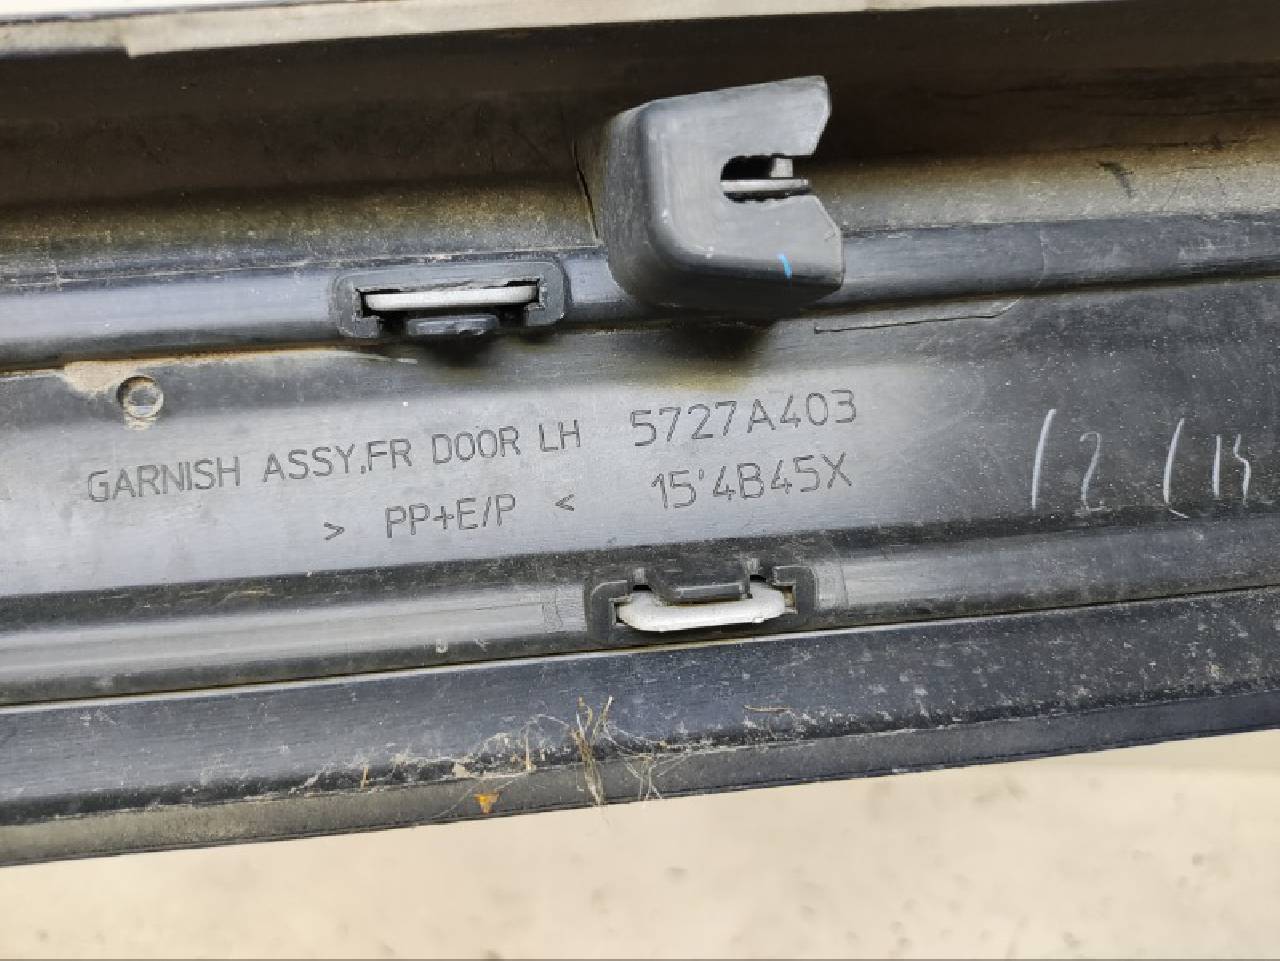 GARNISH ASSY,FR DOOR LH 5727A403
> PP+E/P < 15'4B45X